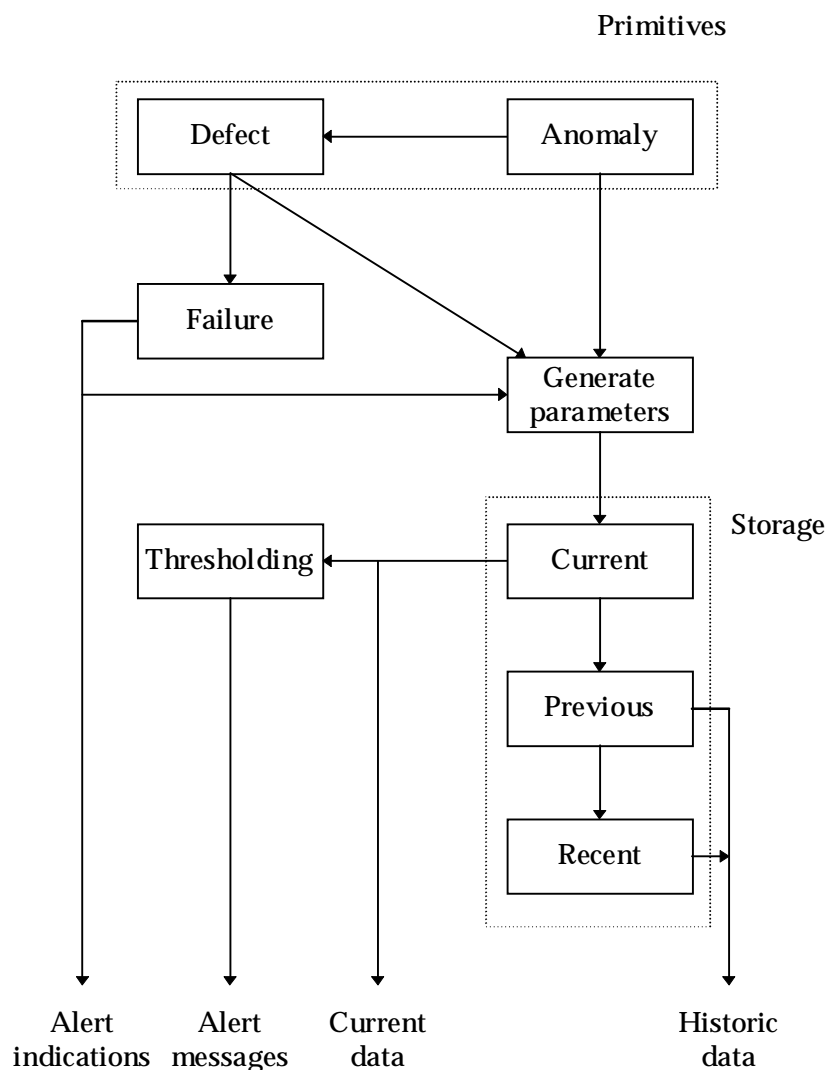 Primitives
Defect
Anomaly
Failure
Generate
parameters
Storage
Thresholding
Current
Previous
Recent
Alert
indications
Alert
messages
Current
data
Historic
data